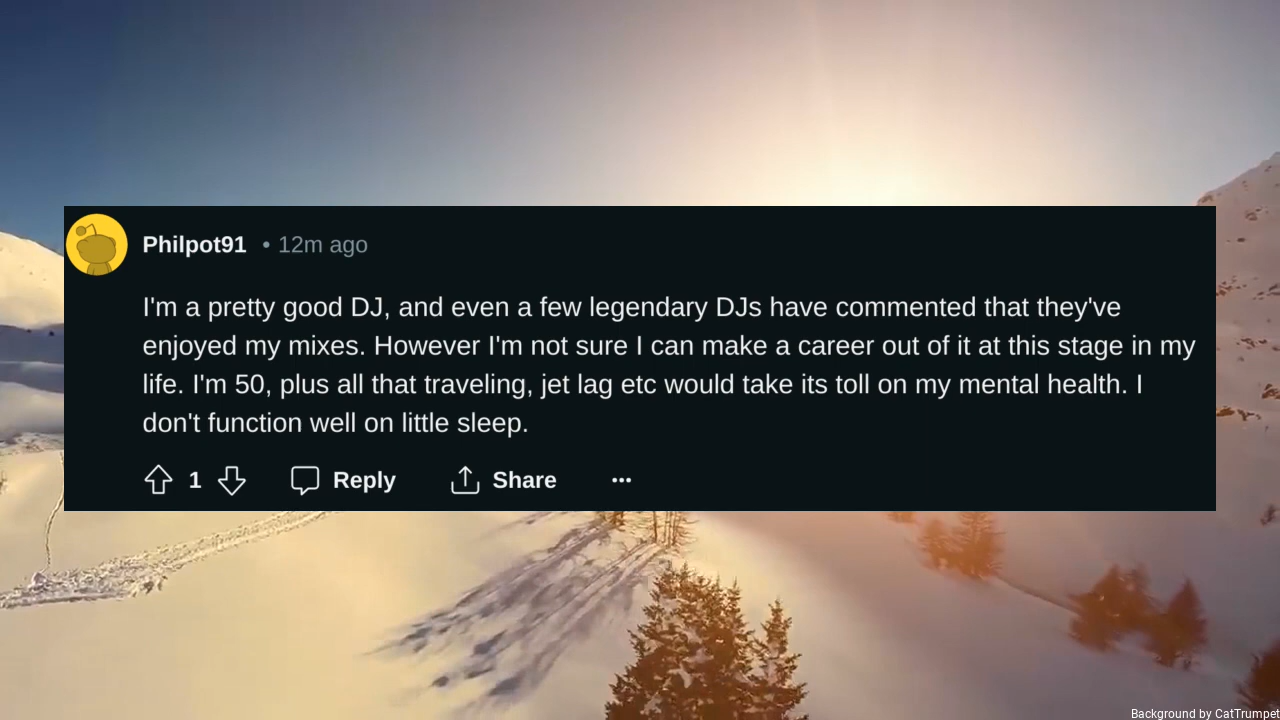 Philpot91 • 12m ago
I'm a pretty good DJ, and even a few legendary DJs have commented that they've
enjoyed my mixes. However I'm not sure I can make a career out of it at this stage in my
life. I'm 50, plus all that traveling, jet lag etc would take its toll on my mental health. I
don't function well on little sleep.
1 Reply Share ···
Background by CatTrumpet